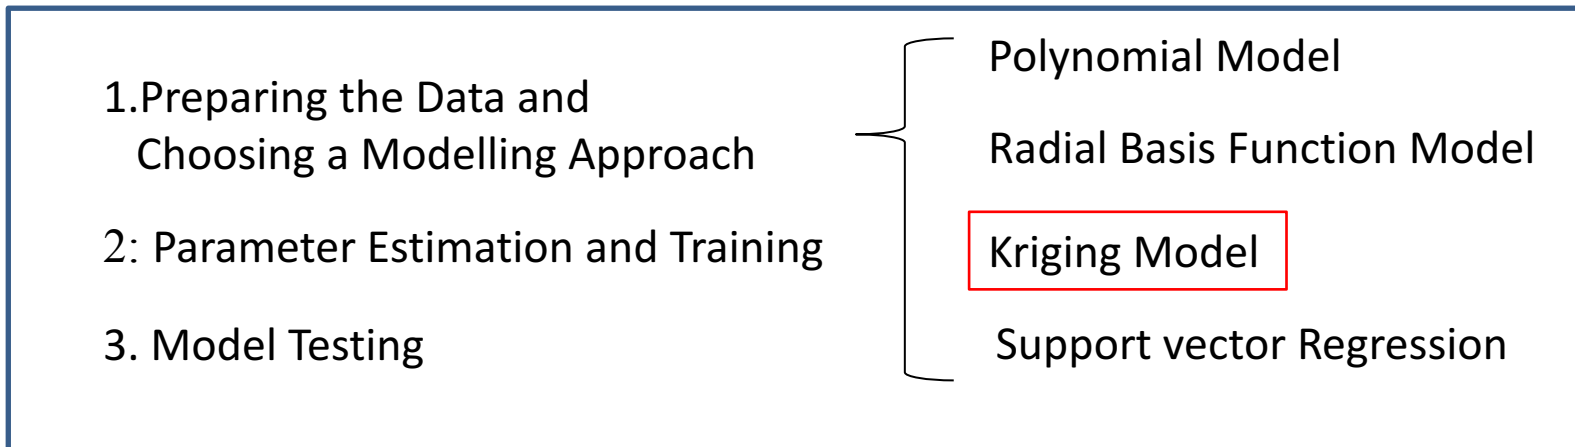 1.Preparing the Data and
Choosing a Modelling Approach
2: Parameter Estimation and Training
3. Model Testing
Polynomial Model
Radial Basis Function Model
Kriging Model
Support vector Regression